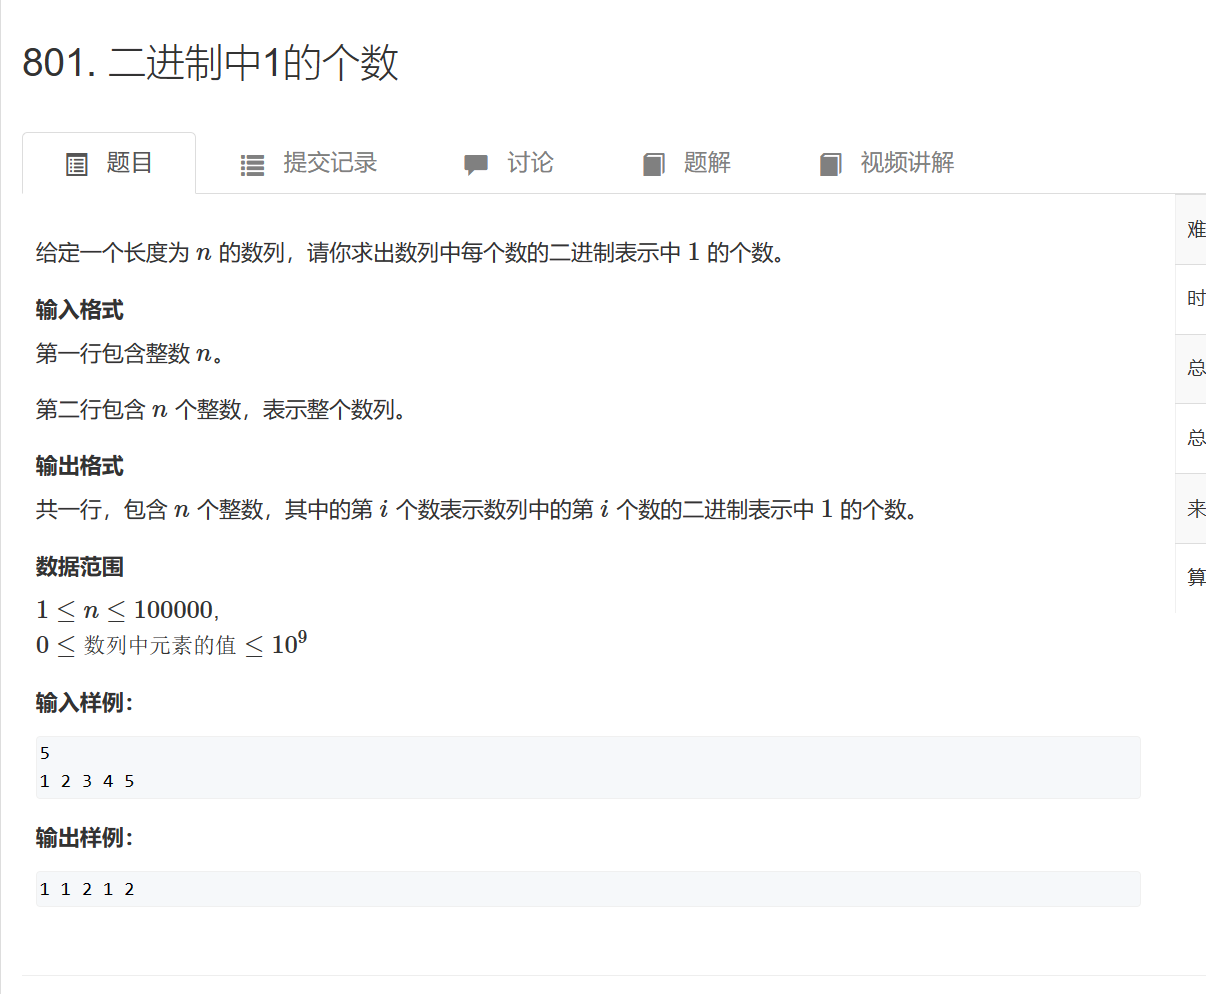 801. 二进制中1的个数
题目 提交记录 讨论 题解 视频讲解
给定一个长度为 n 的数列，请你求出数列中每个数的二进制表示中 1 的个数。
输入格式
第一行包含整数 n。
第二行包含 n 个整数，表示整个数列。
输出格式
共一行，包含 n 个整数，其中的第 i 个数表示数列中的第 i 个数的二进制表示中 1 的个数。
数据范围
1 ≤ n ≤ 100000,
0 ≤ 数列中元素的值 ≤ 10⁹
输入样例：
5
1 2 3 4 5
输出样例：
1 1 2 1 2
难
时
总
总
来
算